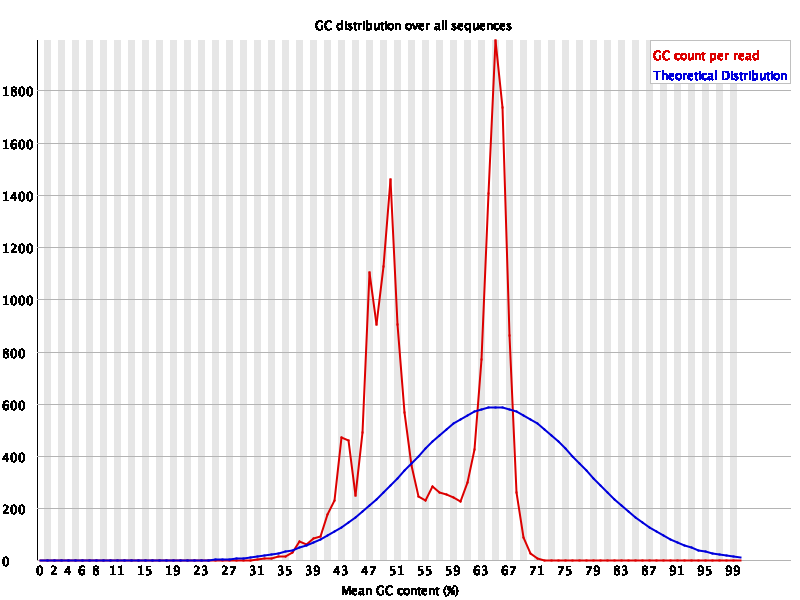 GC distribution over all sequences
GC count per read
Theoretical Distribution
1800
1600
1400
1200
1000
800
600
400
200
0
0 2 4 6 8 11 15 19 23 27 31 35 39 43 47 51 55 59 63 67 71 75 79 83 87 91 95 99
Mean GC content (%)